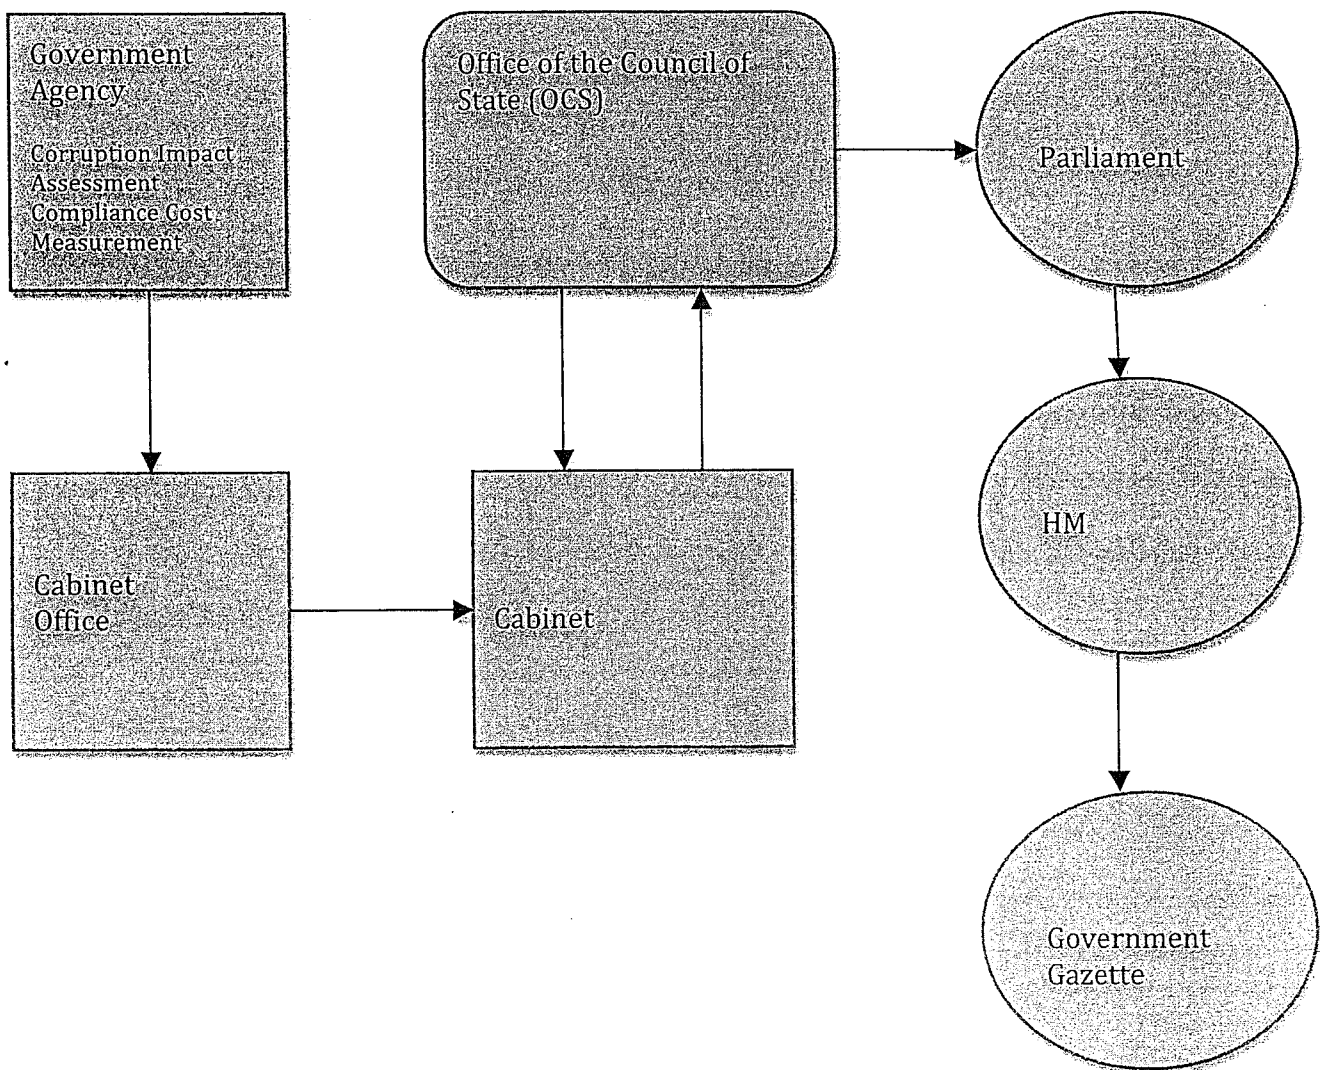 Government
Agency
Corruption Impact
Assessment
Compliance Cost
Measurement
Office of the Council of
State (OCS)
Parliament
Cabinet
Office
Cabinet
HM
Government
Gazette